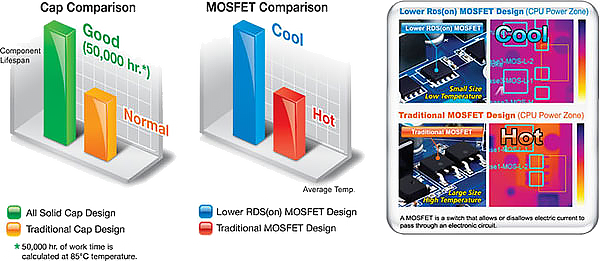 Cap Comparison
Component
Lifespan
Good
(50,000 hr.*)
Normal
All Solid Cap Design
Traditional Cap Design
* 50,000 hr. of work time is
calculated at 85°C temperature.
MOSFET Comparison
Cool
Hot
Average Temp.
Lower RDS(on) MOSFET Design
Traditional MOSFET Design
Lower Rds(on) MOSFET Design (CPU Power Zone)
Lower RDS(on) MOSFET
Small Size
Low Temperature
Cool
Traditional MOSFET Design (CPU Power Zone)
Traditional MOSFET
Large Size
High Temperature
Hot
A MOSFET is a switch that allows or disallows electric current to
pass through an electronic circuit.